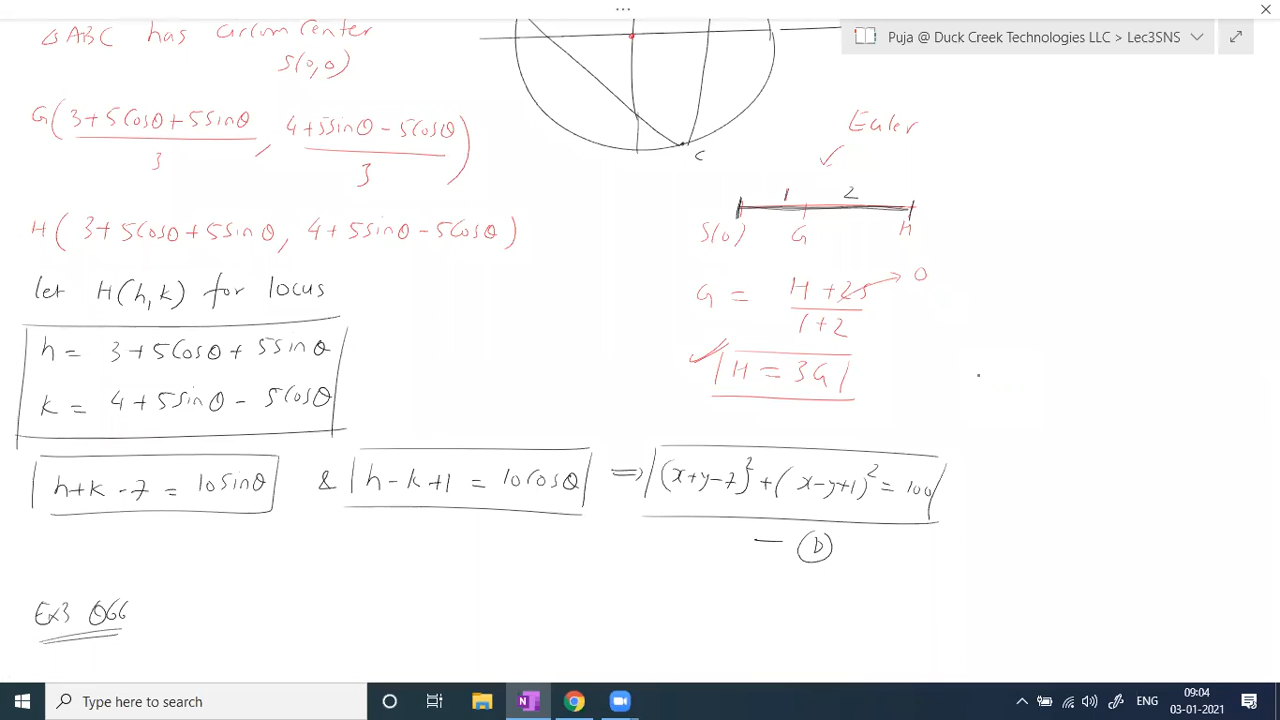 ...
Puja @ Duck Creek Technologies LLC > Lec3SNS
△ABC has circum center
S(0,0)
C
G( 3+5cosθ+5sinθ / 3 , 4+5sinθ-5cosθ / 3 )
Euler
1 2
S(0) G H
H( 3+5cosθ+5sinθ, 4+5sinθ-5cosθ )
G = H+2S / 1+2
0
H = 3G
let H(h,k) for locus
h = 3+5cosθ+5sinθ
k = 4+5sinθ-5cosθ
h+k-7 = 10sinθ & h-k+1 = 10cosθ ⇒ (x+y-7)²+(x-y+1)² = 100
- (b)
Ex3 Q66
Type here to search
ENG
09:04
03-01-2021